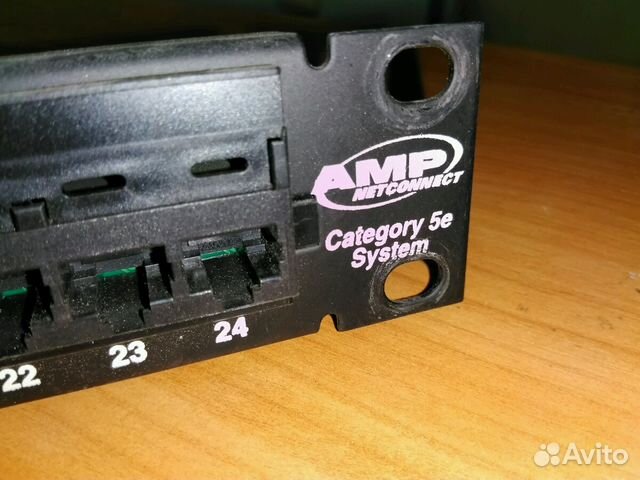 AMP
NETCONNECT
Category 5e
System
22
23
24
Avito